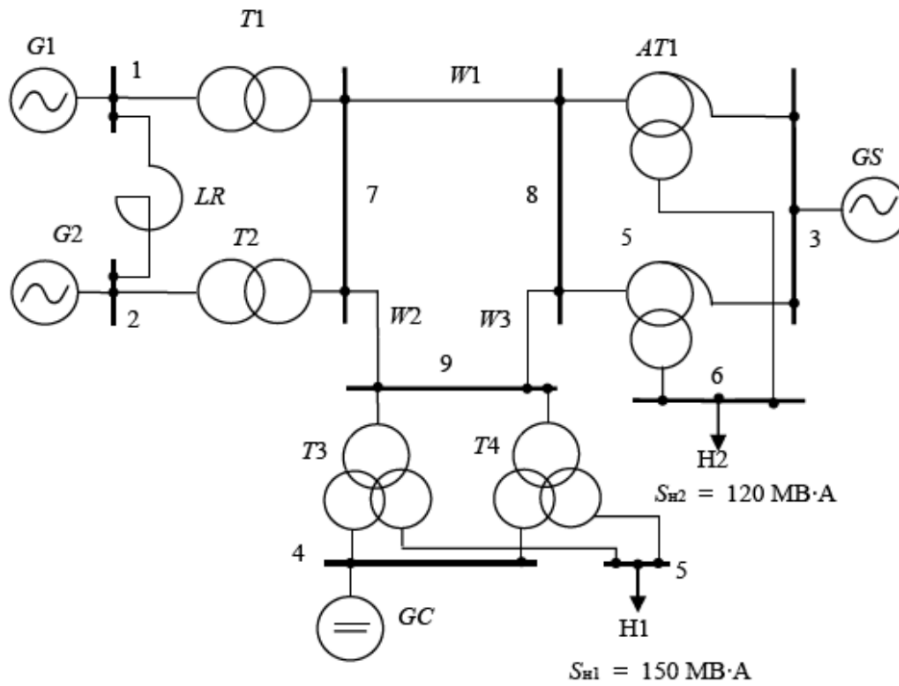 T1
G1
1
W1
AT1
7
8
GS
LR
5
3
G2
T2
2
W2
W3
9
6
T3
T4
H2
Sн2 = 120 MB·A
4
5
GC
H1
Sн1 = 150 MB·A